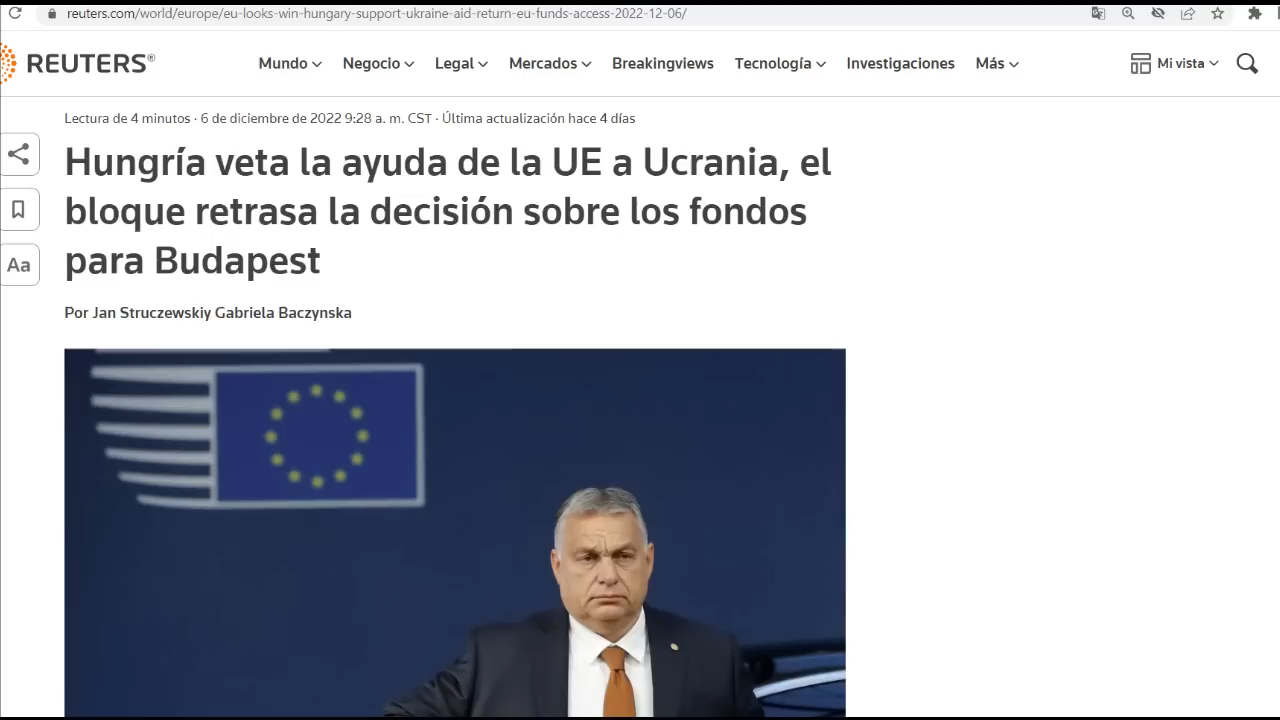 reuters.com/world/europe/eu-looks-win-hungary-support-ukraine-aid-return-eu-funds-access-2022-12-06/
REUTERS®
Mundo
Negocio
Legal
Mercados
Breakingviews
Tecnología
Investigaciones
Más
Mi vista
Lectura de 4 minutos · 6 de diciembre de 2022 9:28 a. m. CST · Última actualización hace 4 días
Hungría veta la ayuda de la UE a Ucrania, el
bloque retrasa la decisión sobre los fondos
para Budapest
Aa
Por Jan Struczewskiy Gabriela Baczynska